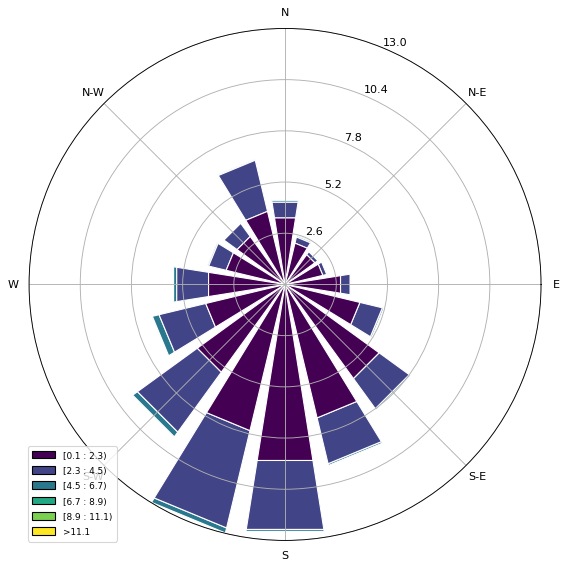 N
13.0
N-W
N-E
10.4
7.8
5.2
2.6
W
E
[0.1 : 2.3)
[2.3 : 4.5)
[4.5 : 6.7)
[6.7 : 8.9)
[8.9 : 11.1)
>11.1
S-W
S-E
S